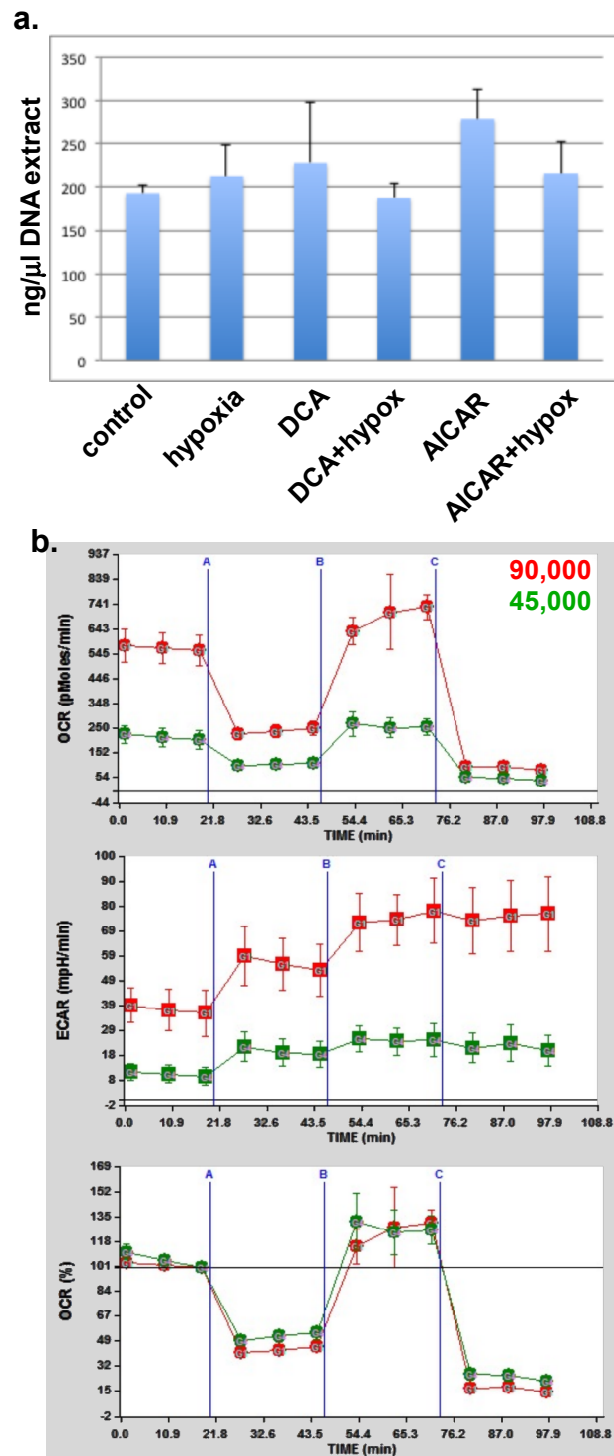 a.
ng/μl DNA extract
350
300
250
200
150
100
50
0
control
hypoxia
DCA
DCA+hypox
AICAR
AICAR+hypox
b.
90,000
45,000
OCR (pMoles/min)
937
839
741
643
545
446
348
250
152
54
-44
A
B
C
0.0 10.9 21.8 32.6 43.5 54.4 65.3 76.2 87.0 97.9 108.8
TIME (min)
ECAR (mpH/min)
100
90
80
69
59
49
39
29
18
8
-2
A
B
C
0.0 10.9 21.8 32.6 43.5 54.4 65.3 76.2 87.0 97.9 108.8
TIME (min)
OCR (%)
169
152
135
118
101
84
67
49
32
15
-2
A
B
C
0.0 10.9 21.8 32.6 43.5 54.4 65.3 76.2 87.0 97.9 108.8
TIME (min)